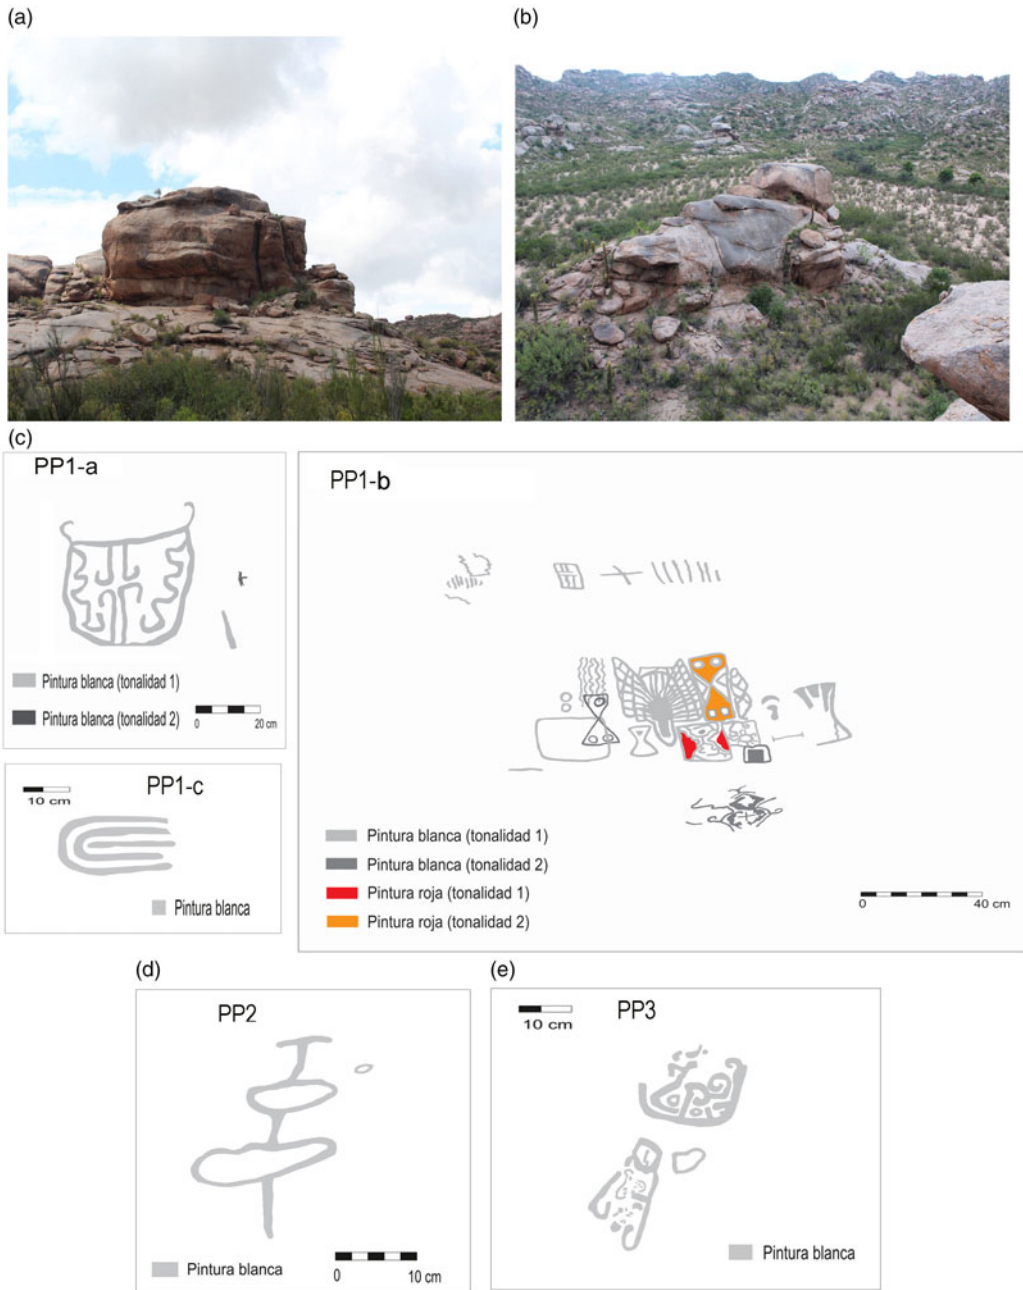 (a)
(b)
(c)
PP1-a
Pintura blanca (tonalidad 1)
Pintura blanca (tonalidad 2)
0 20 cm
PP1-b
Pintura blanca (tonalidad 1)
Pintura blanca (tonalidad 2)
Pintura roja (tonalidad 1)
Pintura roja (tonalidad 2)
0 40 cm
PP1-c
10 cm
Pintura blanca
(d)
PP2
Pintura blanca
0 10 cm
(e)
PP3
10 cm
Pintura blanca